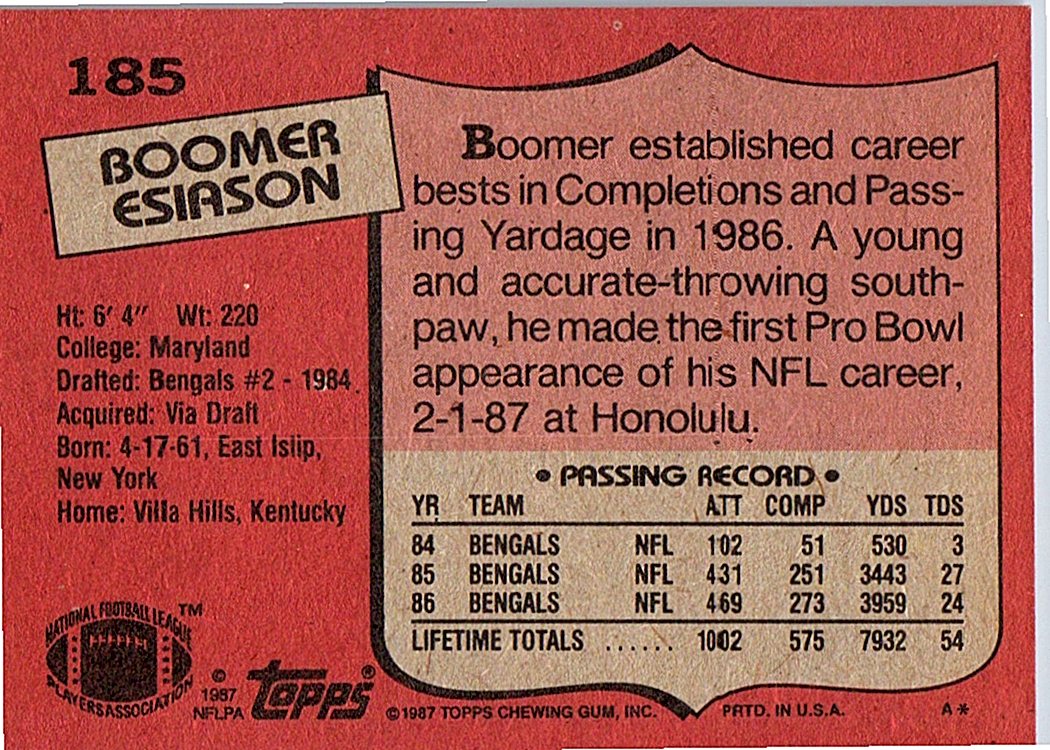 185
BOOMER
ESIASON
Ht: 6' 4" Wt: 220
College: Maryland
Drafted: Bengals #2 - 1984
Acquired: Via Draft
Born: 4-17-61, East Islip,
New York
Home: Villa Hills, Kentucky
Boomer established career
bests in Completions and Pass-
ing Yardage in 1986. A young
and accurate-throwing south-
paw, he made the first Pro Bowl
appearance of his NFL career,
2-1-87 at Honolulu.
• PASSING RECORD •
YR TEAM ATT COMP YDS TDS
84 BENGALS NFL 102 51 530 3
85 BENGALS NFL 431 251 3443 27
86 BENGALS NFL 469 273 3959 24
LIFETIME TOTALS ...... 1002 575 7932 54
NATIONAL FOOTBALL LEAGUE ™
PLAYERS ASSOCIATION
©
1987
NFLPA
Topps®
©1987 TOPPS CHEWING GUM, INC. PRTD. IN U.S.A. A*